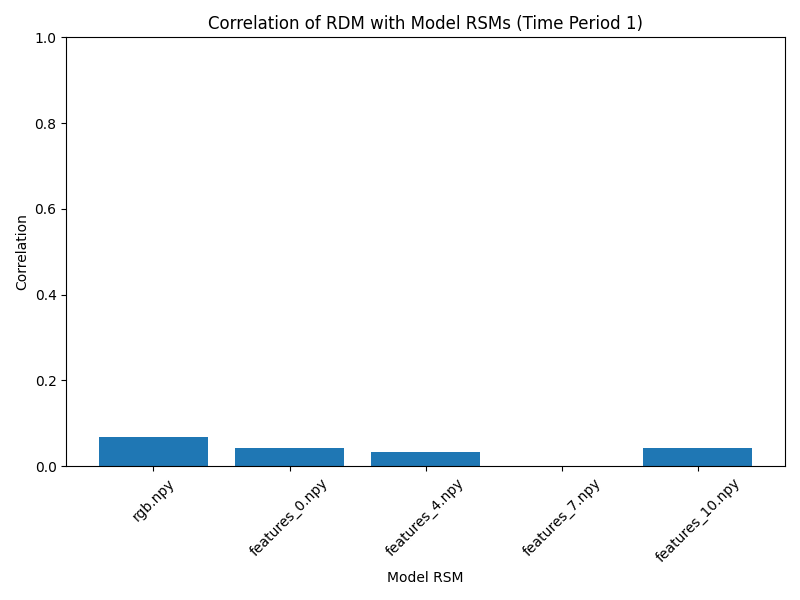 Correlation of RDM with Model RSMs (Time Period 1)
1.0
0.8
0.6
0.4
0.2
0.0
Correlation
rgb.npy
features_0.npy
features_4.npy
features_7.npy
features_10.npy
Model RSM